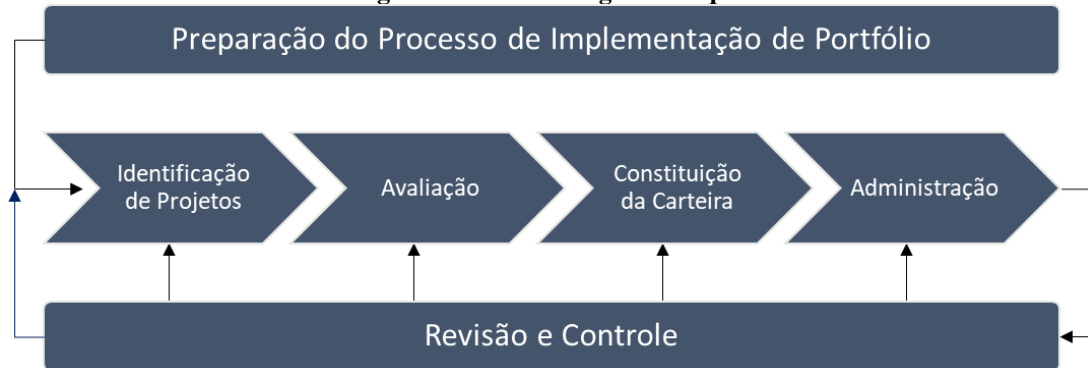 Preparação do Processo de Implementação de Portfólio
Identificação
de Projetos
Avaliação
Constituição
da Carteira
Administração
Revisão e Controle